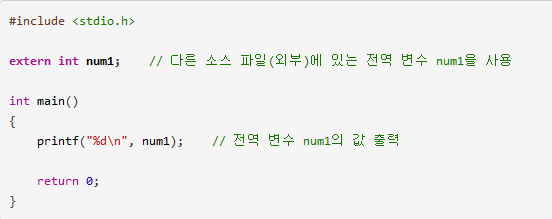 #include <stdio.h>
extern int num1;    // 다른 소스 파일(외부)에 있는 전역 변수 num1을 사용
int main()
{
    printf("%d\n", num1);    // 전역 변수 num1의 값 출력
    return 0;
}